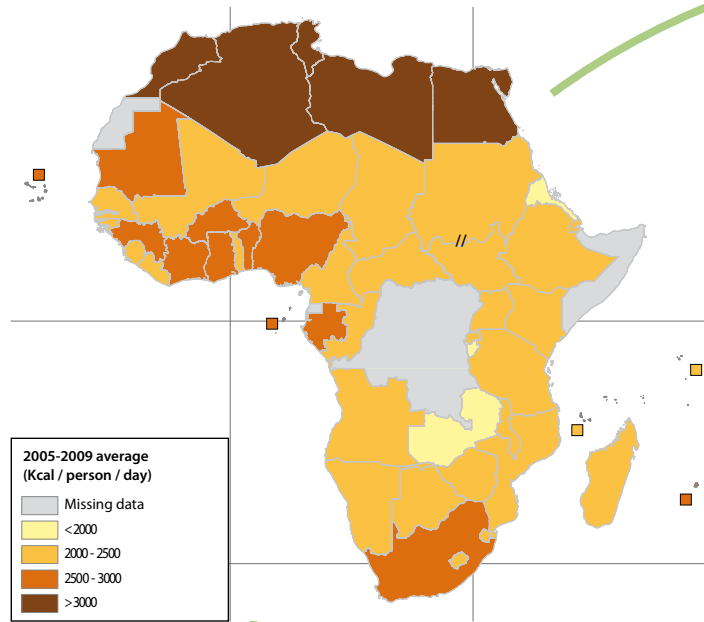 //
2005-2009 average
(Kcal / person / day)
Missing data
<2000
2000 - 2500
2500 - 3000
>3000